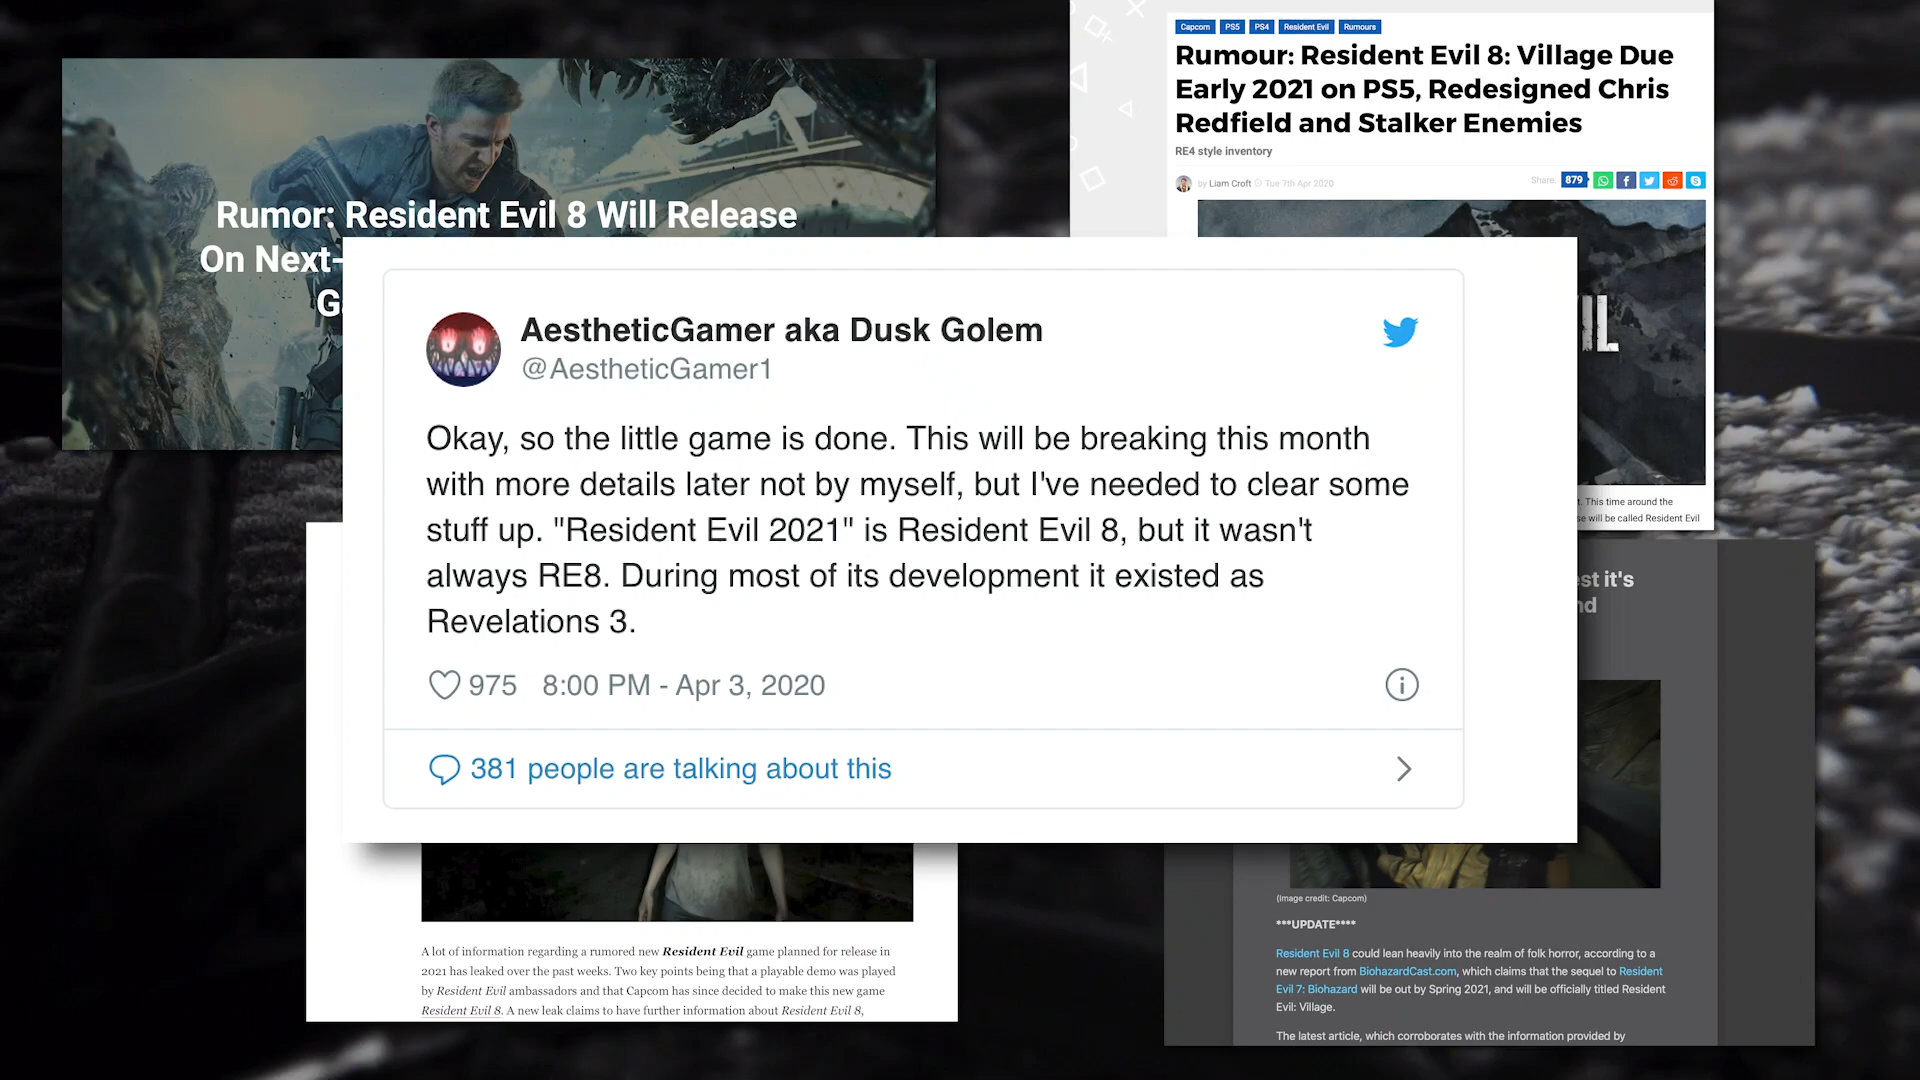 Rumor: Resident Evil 8 Will Release
On Next-
Capcom PS5 PS4 Resident Evil Rumours
Rumour: Resident Evil 8: Village Due
Early 2021 on PS5, Redesigned Chris
Redfield and Stalker Enemies
RE4 style inventory
by Liam Croft Tue 7th Apr 2020
Share: 879
AestheticGamer aka Dusk Golem
@AestheticGamer1
Okay, so the little game is done. This will be breaking this month
with more details later not by myself, but I've needed to clear some
stuff up. "Resident Evil 2021" is Resident Evil 8, but it wasn't
always RE8. During most of its development it existed as
Revelations 3.
975 8:00 PM - Apr 3, 2020
381 people are talking about this
This time around the
will be called Resident Evil
it's
A lot of information regarding a rumored new Resident Evil game planned for release in
2021 has leaked over the past weeks. Two key points being that a playable demo was played
by Resident Evil ambassadors and that Capcom has since decided to make this new game
Resident Evil 8. A new leak claims to have further information about Resident Evil 8,
(Image credit: Capcom)
***UPDATE****
Resident Evil 8 could lean heavily into the realm of folk horror, according to a
new report from BiohazardCast.com, which claims that the sequel to Resident
Evil 7: Biohazard will be out by Spring 2021, and will be officially titled Resident
Evil: Village.
The latest article, which corroborates with the information provided by